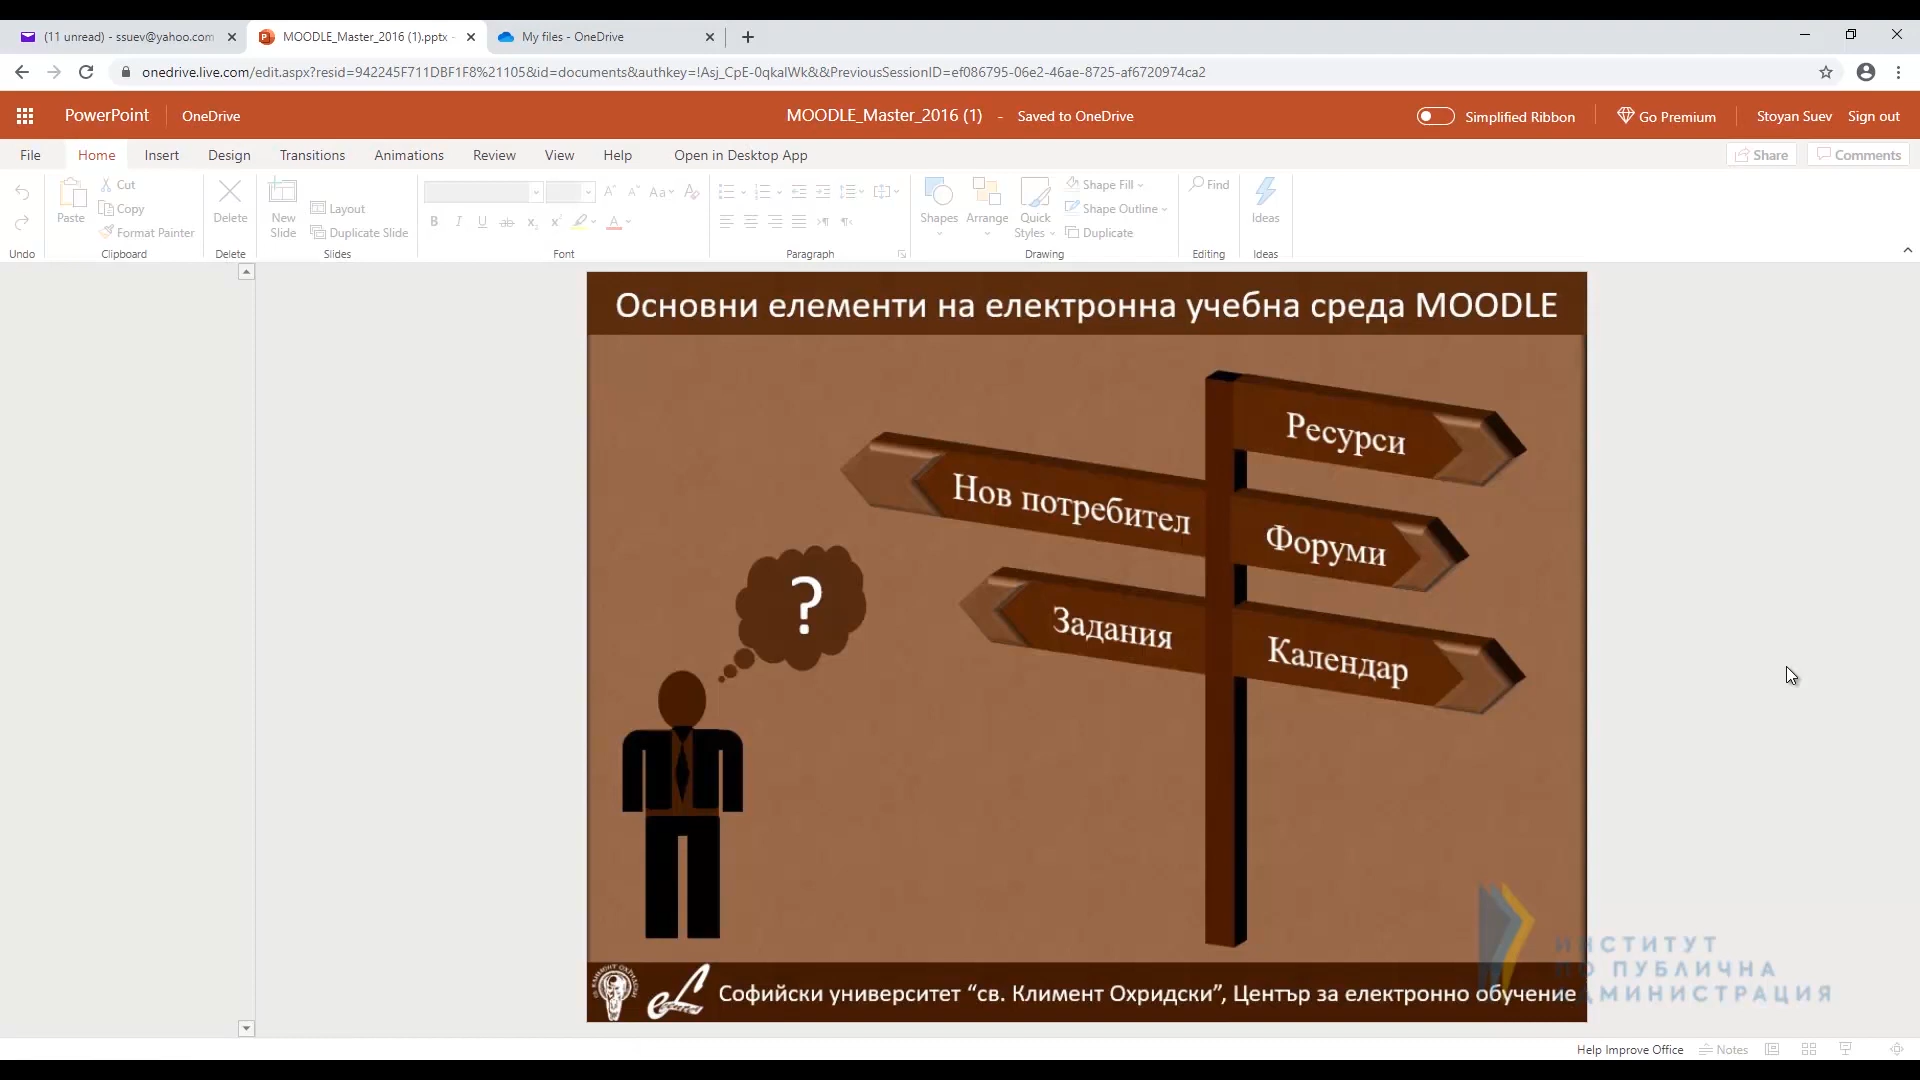 (11 unread) - ssuev@yahoo.com
MOODLE_Master_2016 (1).pptx -
My files - OneDrive
onedrive.live.com/edit.aspx?resid=942245F711DBF1F8%21105&id=documents&authkey=!Asj_CpE-0qkalWk&&PreviousSessionID=ef086795-06e2-46ae-8725-af6720974ca2
PowerPoint OneDrive MOODLE_Master_2016 (1) - Saved to OneDrive Simplified Ribbon Go Premium Stoyan Suev Sign out
File Home Insert Design Transitions Animations Review View Help Open in Desktop App Share Comments
Paste Cut Copy Format Painter
Delete
New Slide Layout Duplicate Slide
B I U ab
Shapes Arrange Quick Styles Shape Fill Shape Outline Duplicate
Find
Ideas
Undo Clipboard Delete Slides Font Paragraph Drawing Editing Ideas
Основни елементи на електронна учебна среда MOODLE
Ресурси
Нов потребител
Форуми
?
Задания
Календар
Софийски университет “св. Климент Охридски”, Център за електронно обучение
ИНСТИТУТ
ПО ПУБЛИЧНА
АДМИНИСТРАЦИЯ
Help Improve Office Notes